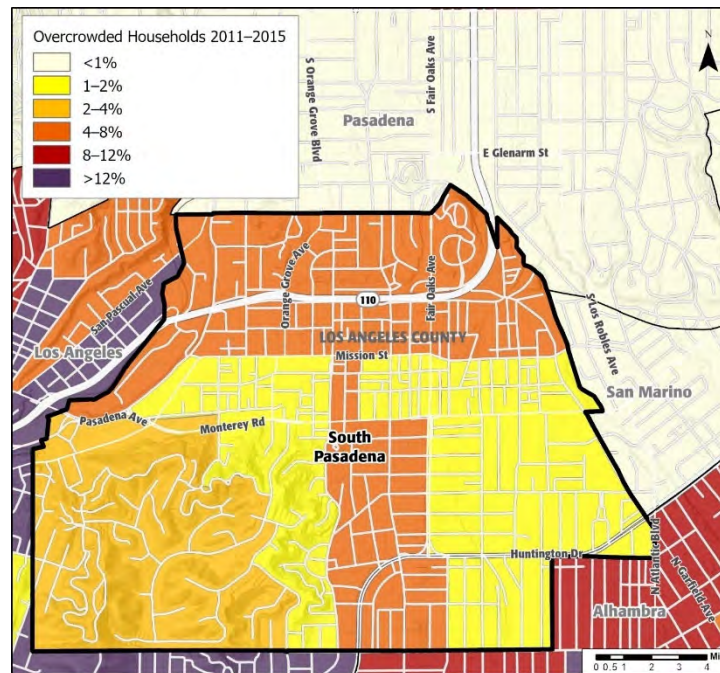 Overcrowded Households 2011–2015
<1%
1–2%
2–4%
4–8%
8–12%
>12%
N
S Orange Grove Blvd
S Fair Oaks Ave
Pasadena
E Glenarm St
San Pascual Ave
Orange Grove Ave
110
Fair Oaks Ave
S Los Robles Ave
Los Angeles
LOS ANGELES COUNTY
Mission St
San Marino
Pasadena Ave
Monterey Rd
South
Pasadena
Huntington Dr
N Atlantic Blvd
N Garfield Ave
Alhambra
0 0.5 1 2 3 4